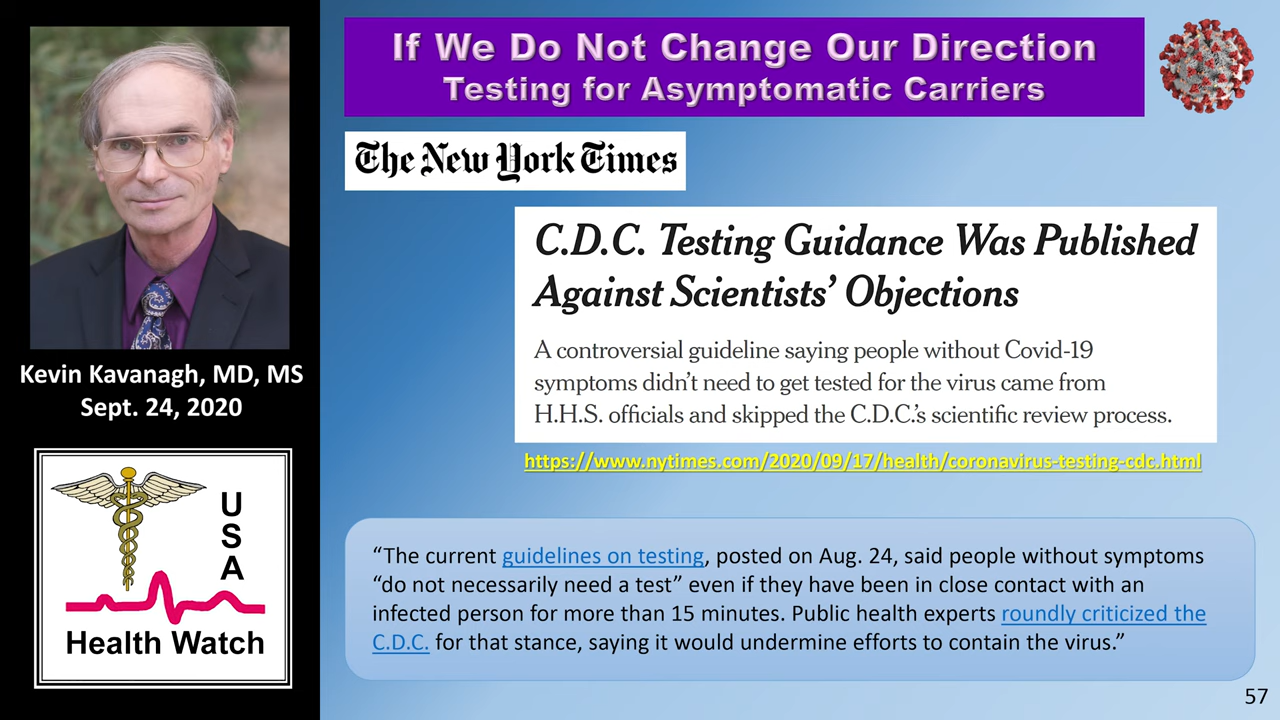 If We Do Not Change Our Direction
Testing for Asymptomatic Carriers
The New York Times
C.D.C. Testing Guidance Was Published
Against Scientists’ Objections
A controversial guideline saying people without Covid-19
symptoms didn’t need to get tested for the virus came from
H.H.S. officials and skipped the C.D.C.’s scientific review process.
https://www.nytimes.com/2020/09/17/health/coronavirus-testing-cdc.html
“The current guidelines on testing, posted on Aug. 24, said people without symptoms
“do not necessarily need a test” even if they have been in close contact with an
infected person for more than 15 minutes. Public health experts roundly criticized the
C.D.C. for that stance, saying it would undermine efforts to contain the virus.”
57
Kevin Kavanagh, MD, MS
Sept. 24, 2020
U
S
A
Health Watch